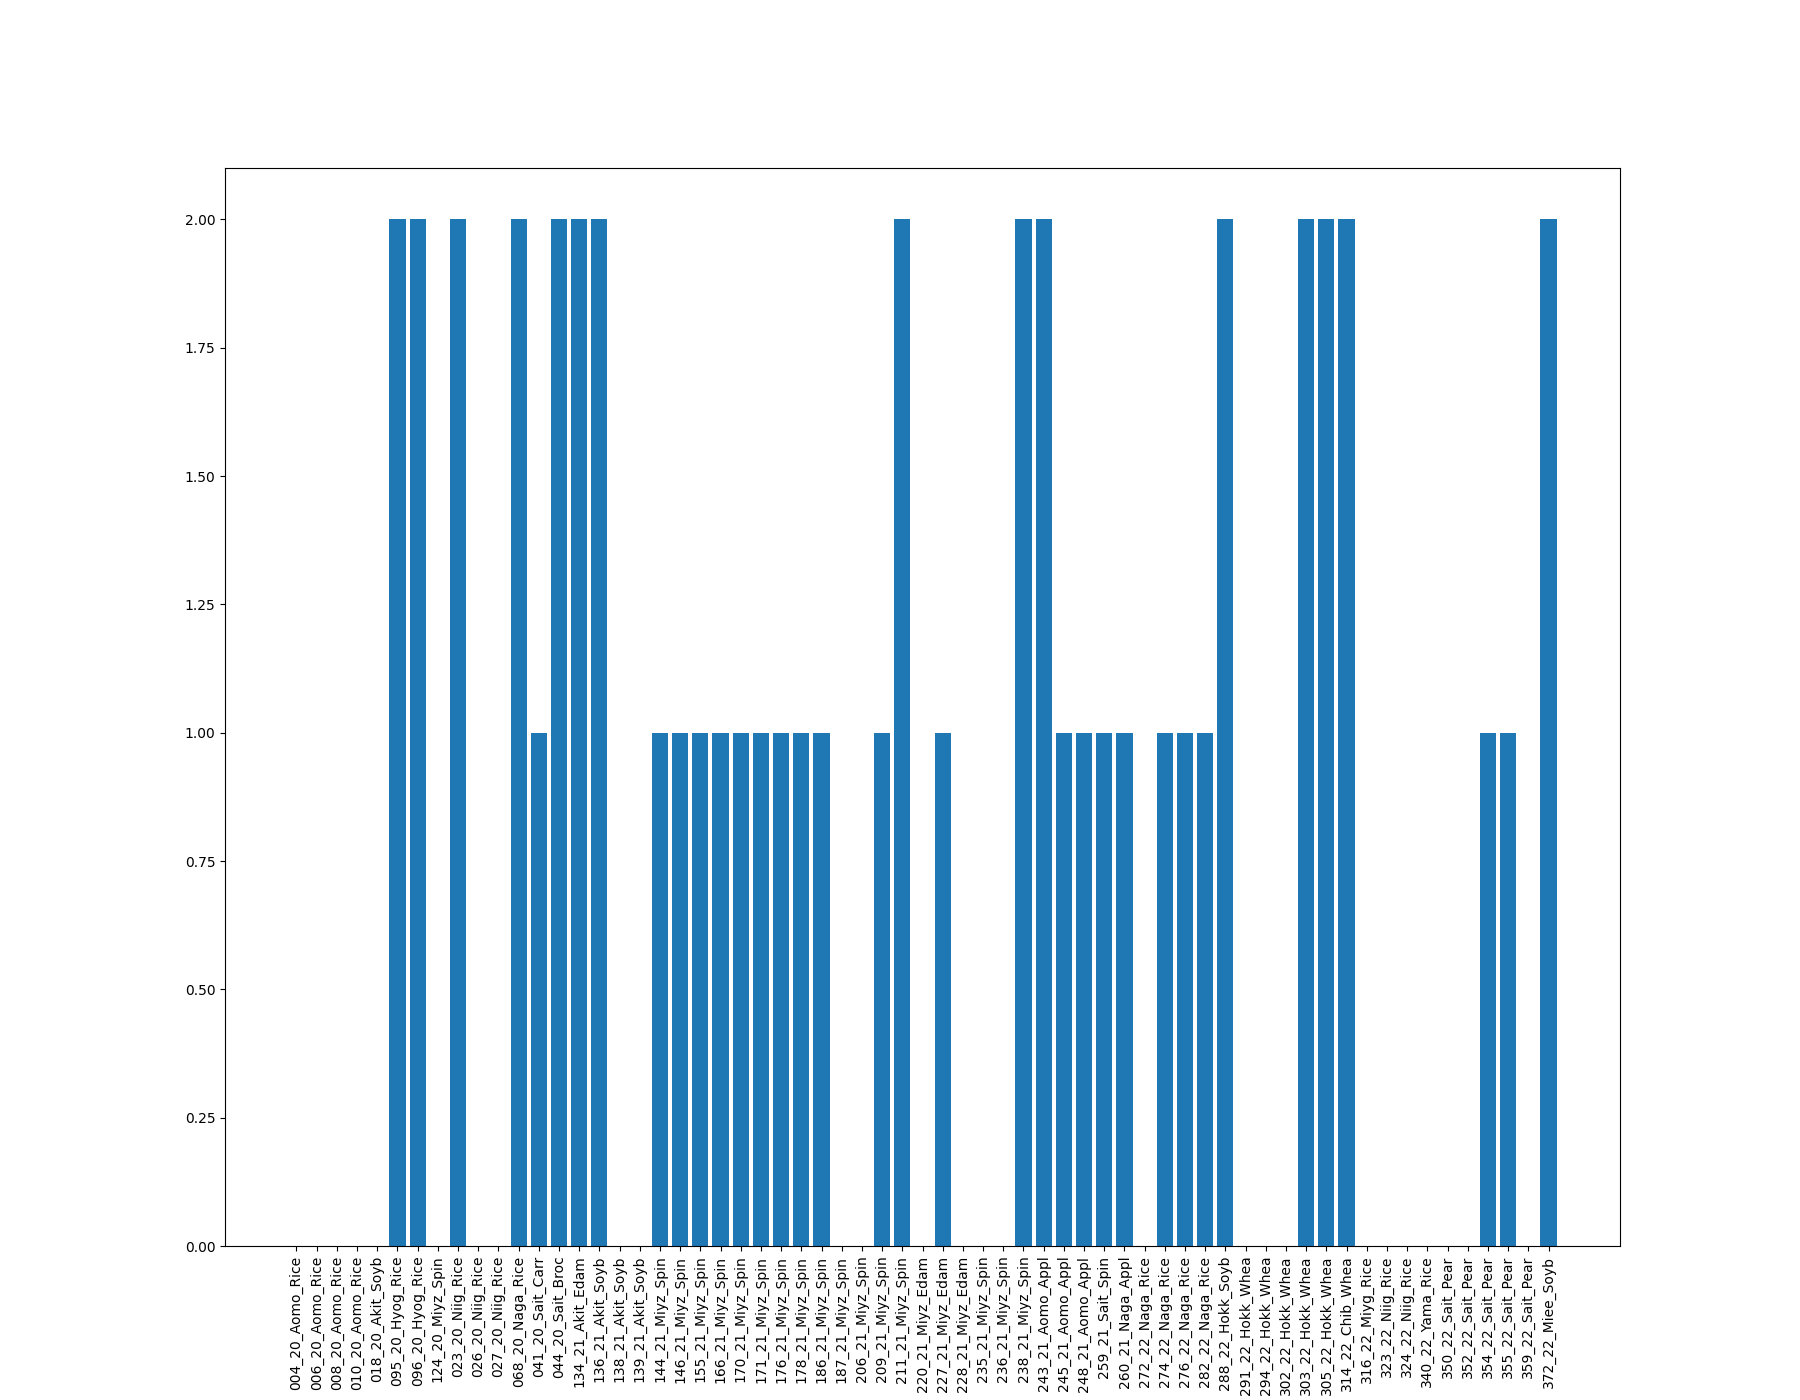 2.00
1.75
1.50
1.25
1.00
0.75
0.50
0.25
0.00
004_20_Aomo_Rice
006_20_Aomo_Rice
008_20_Aomo_Rice
010_20_Aomo_Rice
018_20_Akit_Soyb
095_20_Hyog_Rice
096_20_Hyog_Rice
124_20_Miyz_Spin
023_20_Niig_Rice
026_20_Niig_Rice
027_20_Niig_Rice
068_20_Naga_Rice
041_20_Sait_Carr
044_20_Sait_Broc
134_21_Akit_Edam
136_21_Akit_Soyb
138_21_Akit_Soyb
139_21_Akit_Soyb
144_21_Miyz_Spin
146_21_Miyz_Spin
155_21_Miyz_Spin
166_21_Miyz_Spin
170_21_Miyz_Spin
171_21_Miyz_Spin
176_21_Miyz_Spin
178_21_Miyz_Spin
186_21_Miyz_Spin
187_21_Miyz_Spin
206_21_Miyz_Spin
209_21_Miyz_Spin
211_21_Miyz_Spin
220_21_Miyz_Edam
227_21_Miyz_Edam
228_21_Miyz_Edam
235_21_Miyz_Spin
236_21_Miyz_Spin
238_21_Miyz_Spin
243_21_Aomo_Appl
245_21_Aomo_Appl
248_21_Aomo_Appl
259_21_Sait_Spin
260_21_Naga_Appl
272_22_Naga_Rice
274_22_Naga_Rice
276_22_Naga_Rice
282_22_Naga_Rice
288_22_Hokk_Soyb
291_22_Hokk_Whea
294_22_Hokk_Whea
302_22_Hokk_Whea
303_22_Hokk_Whea
305_22_Hokk_Whea
314_22_Chib_Whea
316_22_Miyg_Rice
323_22_Niig_Rice
324_22_Niig_Rice
340_22_Yama_Rice
350_22_Sait_Pear
352_22_Sait_Pear
354_22_Sait_Pear
355_22_Sait_Pear
359_22_Sait_Pear
372_22_Miee_Soyb